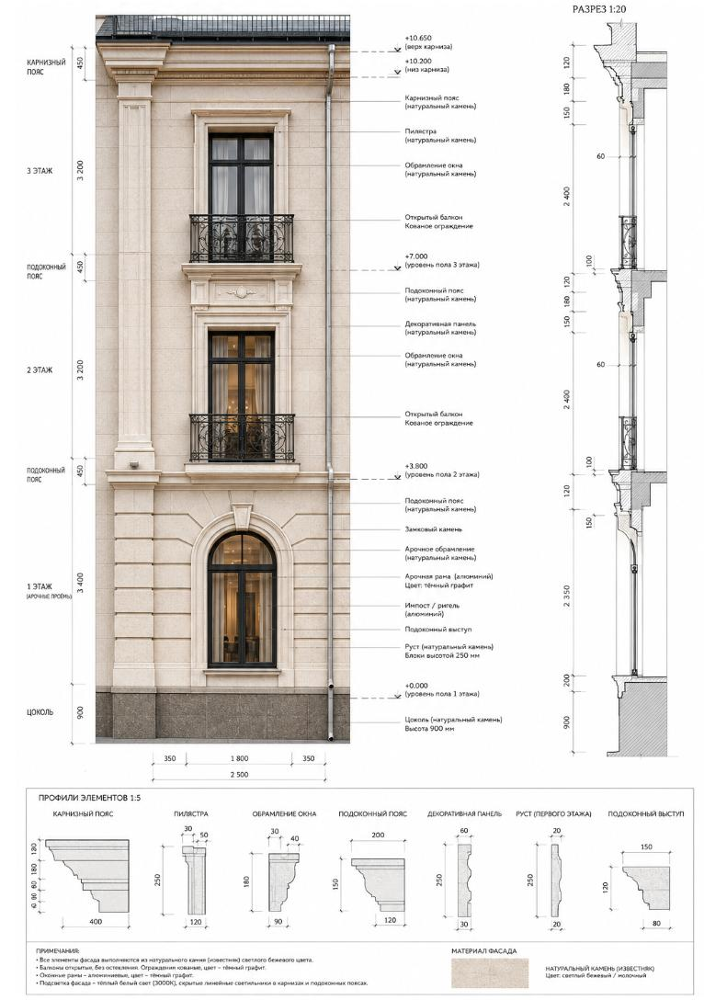 РАЗРЕЗ 1:20
КАРНИЗНЫЙ
ПОЯС
450
3 ЭТАЖ
3 200
ПОДОКОННЫЙ
ПОЯС
450
2 ЭТАЖ
3 200
ПОДОКОННЫЙ
ПОЯС
450
1 ЭТАЖ
(АРОЧНЫЕ ПРОЁМЫ)
3 400
ЦОКОЛЬ
900
+10.650
(верх карниза)
+10.200
(низ карниза)
Карнизный пояс
(натуральный камень)
Пилястра
(натуральный камень)
Обрамление окна
(натуральный камень)
Открытый балкон
Кованое ограждение
+7.000
(уровень пола 3 этажа)
Подоконный пояс
(натуральный камень)
Декоративная панель
(натуральный камень)
Обрамление окна
(натуральный камень)
Открытый балкон
Кованое ограждение
+3.800
(уровень пола 2 этажа)
Подоконный пояс
(натуральный камень)
Замковый камень
Арочное обрамление
(натуральный камень)
Арочная рама (алюминий)
Цвет: тёмный графит
Импост / ригель
(алюминий)
Подоконный выступ
Руст (натуральный камень)
Блоки высотой 250 мм
+0.000
(уровень пола 1 этажа)
Цоколь (натуральный камень)
Высота 900 мм
350 1 800 350
2 500
120
180
150
60
2 400
100
120
180
150
60
2 400
100
120
150
2 350
200
900
ПРОФИЛИ ЭЛЕМЕНТОВ 1:5
КАРНИЗНЫЙ ПОЯС
180
400
ПИЛЯСТРА
30
50
250
120
ОБРАМЛЕНИЕ ОКНА
30
40
180
90
ПОДОКОННЫЙ ПОЯС
200
150
120
ДЕКОРАТИВНАЯ ПАНЕЛЬ
60
250
30
РУСТ (ПЕРВОГО ЭТАЖА)
20
250
20
ПОДОКОННЫЙ ВЫСТУП
150
120
80
ПРИМЕЧАНИЯ:
• Все элементы фасада выполняются из натурального камня (известняк) светлого бежевого цвета.
• Балконы открытые, без остекления. Ограждения кованые, цвет – тёмный графит.
• Оконные рамы – алюминиевые, цвет – тёмный графит.
• Подсветка фасада – тёплый белый свет (3000К), скрытые линейные светильники в карнизах и подоконных поясах.
МАТЕРИАЛ ФАСАДА
НАТУРАЛЬНЫЙ КАМЕНЬ (ИЗВЕСТНЯК)
Цвет: светлый бежевый / молочный